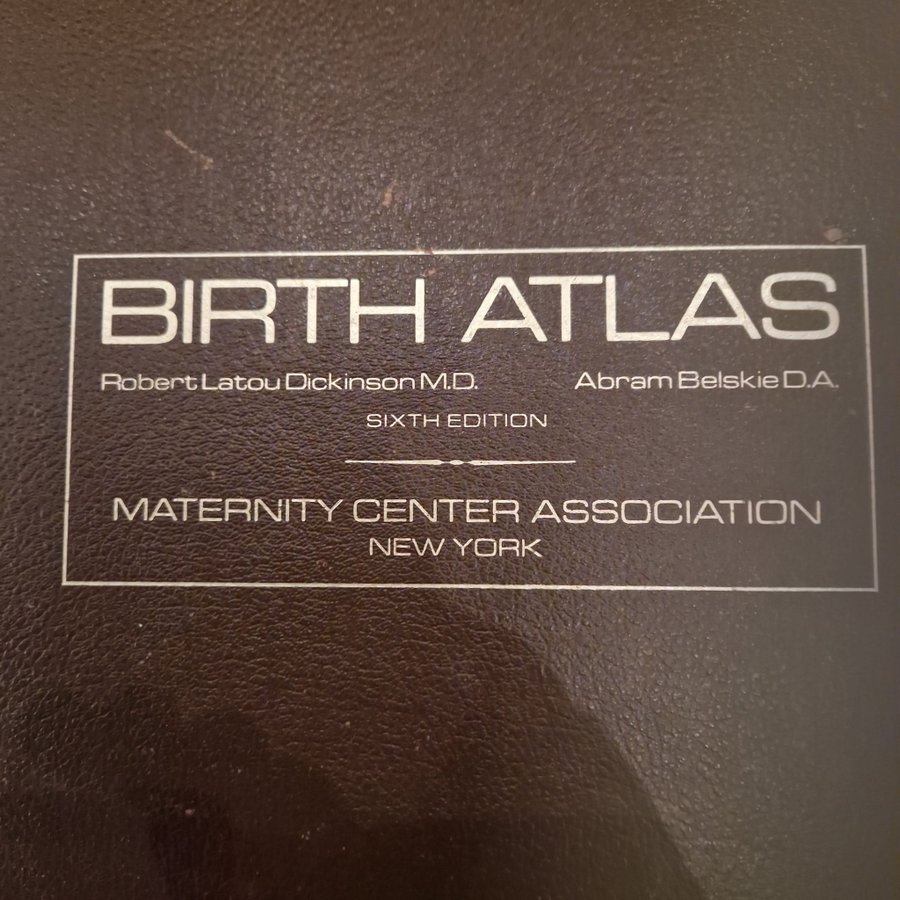 BIRTH ATLAS
Robert Latou Dickinson M.D. Abram Belskie D.A.
SIXTH EDITION
MATERNITY CENTER ASSOCIATION
NEW YORK